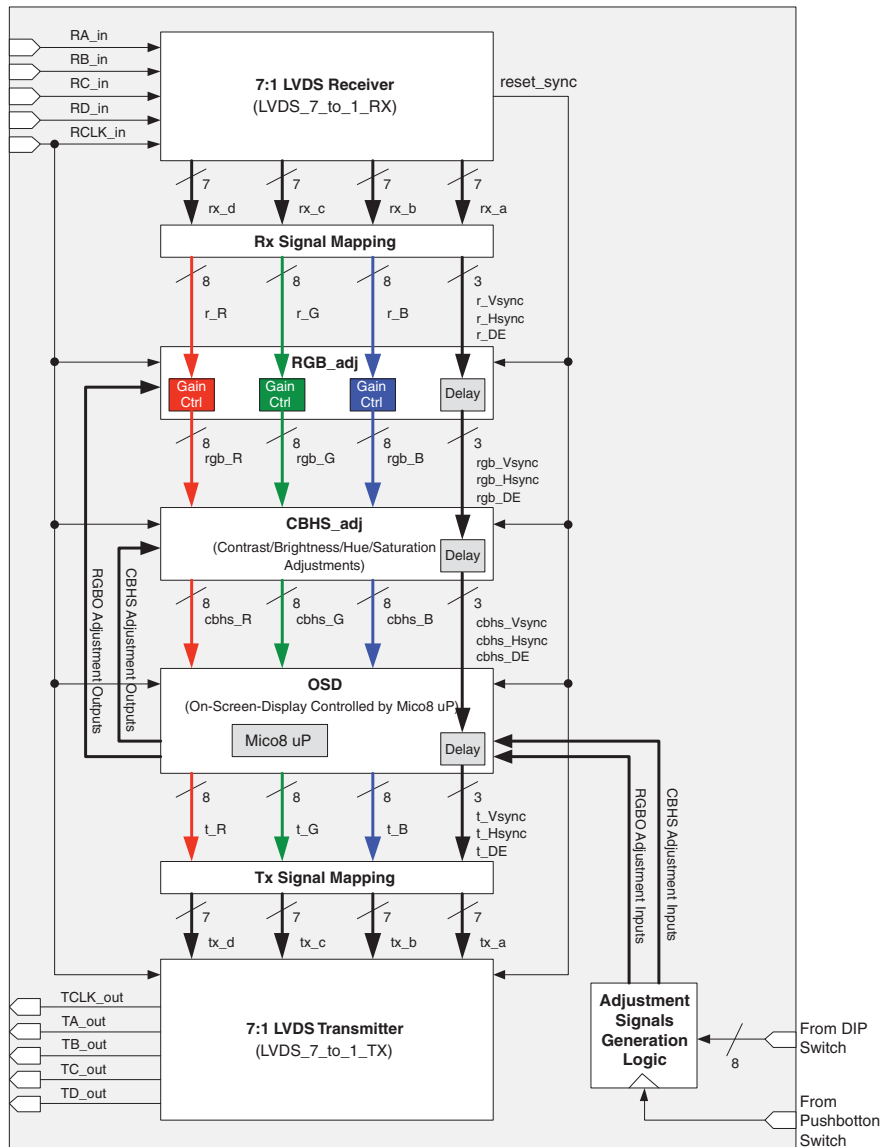 RA_in
RB_in
RC_in
RD_in
RCLK_in
7:1 LVDS Receiver
(LVDS_7_to_1_RX)
reset_sync
7 7 7 7
rx_d rx_c rx_b rx_a
Rx Signal Mapping
8 8 8 3
r_R r_G r_B
r_Vsync
r_Hsync
r_DE
RGB_adj
Gain Ctrl
Gain Ctrl
Gain Ctrl
Delay
8 8 8 3
rgb_R rgb_G rgb_B
rgb_Vsync
rgb_Hsync
rgb_DE
CBHS_adj
(Contrast/Brightness/Hue/Saturation
Adjustments)
Delay
RGBO Adjustment Outputs
CBHS Adjustment Outputs
8 8 8 3
cbhs_R cbhs_G cbhs_B
cbhs_Vsync
cbhs_Hsync
cbhs_DE
OSD
(On-Screen-Display Controlled by Mico8 uP)
Mico8 uP
Delay
8 8 8 3
t_R t_G t_B
t_Vsync
t_Hsync
t_DE
RGBO Adjustment Inputs
CBHS Adjustment Inputs
Tx Signal Mapping
7 7 7 7
tx_d tx_c tx_b tx_a
7:1 LVDS Transmitter
(LVDS_7_to_1_TX)
TCLK_out
TA_out
TB_out
TC_out
TD_out
Adjustment
Signals
Generation
Logic
8
From DIP
Switch
From
Pushbotton
Switch